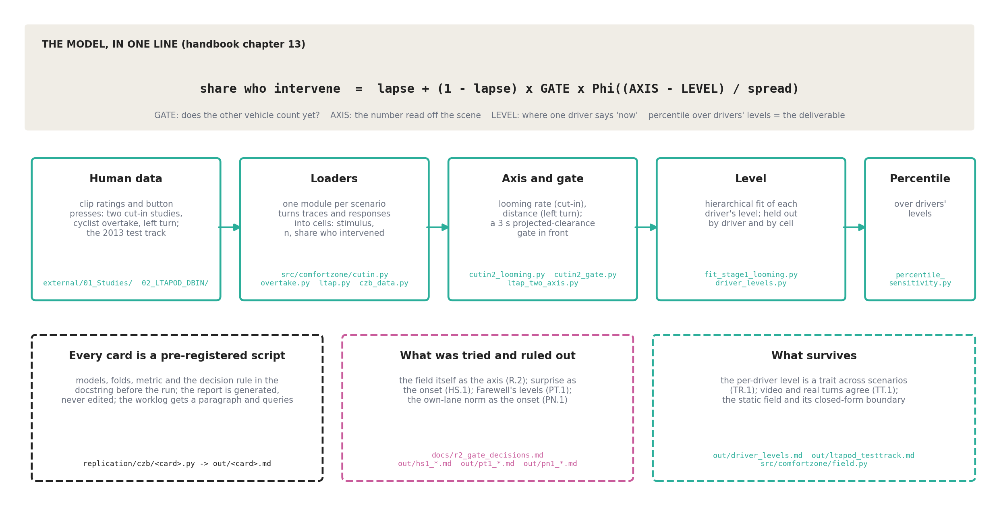 THE MODEL, IN ONE LINE (handbook chapter 13)
share who intervene = lapse + (1 - lapse) x GATE x Phi((AXIS - LEVEL) / spread)
GATE: does the other vehicle count yet? AXIS: the number read off the scene LEVEL: where one driver says 'now' percentile over drivers' levels = the deliverable
Human data
clip ratings and button
presses: two cut-in studies,
cyclist overtake, left turn;
the 2013 test track
external/01_Studies/ 02_LTAPOD_DBIN/
Loaders
one module per scenario
turns traces and responses
into cells: stimulus,
n, share who intervened
src/comfortzone/cutin.py
overtake.py ltap.py czb_data.py
Axis and gate
looming rate (cut-in),
distance (left turn);
a 3 s projected-clearance
gate in front
cutin2_looming.py cutin2_gate.py
ltap_two_axis.py
Level
hierarchical fit of each
driver's level; held out
by driver and by cell
fit_stage1_looming.py
driver_levels.py
Percentile
over drivers'
levels
percentile_
sensitivity.py
Every card is a pre-registered script
models, folds, metric and the decision rule in the
docstring before the run; the report is generated,
never edited; the worklog gets a paragraph and queries
replication/czb/<card>.py -> out/<card>.md
What was tried and ruled out
the field itself as the axis (R.2); surprise as
the onset (HS.1); Farewell's levels (PT.1);
the own-lane norm as the onset (PN.1)
docs/r2_gate_decisions.md
out/hs1_*.md out/pt1_*.md out/pn1_*.md
What survives
the per-driver level is a trait across scenarios
(TR.1); video and real turns agree (TT.1);
the static field and its closed-form boundary
out/driver_levels.md out/ltapod_testtrack.md
src/comfortzone/field.py